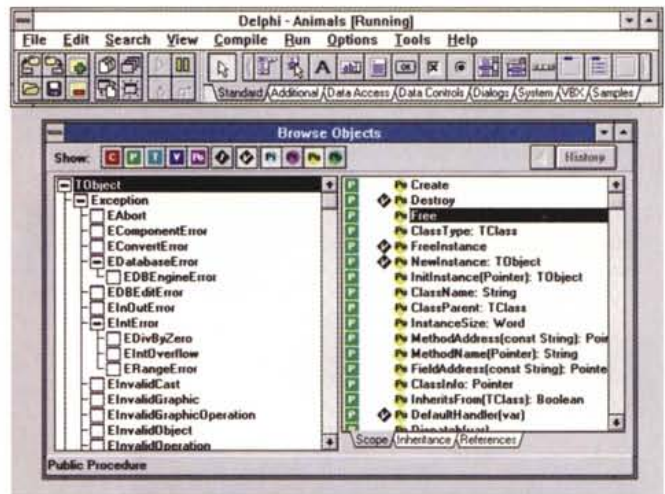 Delphi - Animals [Running]
File Edit Search View Compile Run Options Tools Help
Standard Additional Data Access Data Controls Dialogs System VBX Samples
Browse Objects
Show: History
TObject
Exception
EAbort
EComponentError
EConvertError
EDatabaseError
EDBEngineError
EDBEditError
EInOutError
EIntError
EDivByZero
EIntOverflow
ERangeError
EInvalidCast
EInvalidGraphic
EInvalidGraphicOperation
EInvalidObject
EInvalidOperation
Create
Destroy
Free
ClassType: TClass
FreeInstance
NewInstance: TObject
InitInstance(Pointer): TObject
ClassName: String
ClassParent: TClass
InstanceSize: Word
MethodAddress(const String): Poin
MethodName(Pointer): String
FieldAddress(const String): Pointe
ClassInfo: Pointer
InheritsFrom(TClass): Boolean
DefaultHandler(var)
Dispatch(var)
Scope Inheritance References
Public Procedure